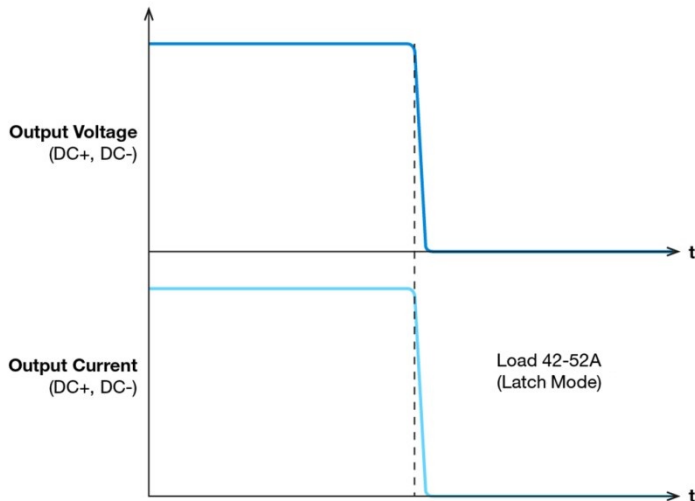 Output Voltage
(DC+, DC-)
t
Output Current
(DC+, DC-)
Load 42-52A
(Latch Mode)
t